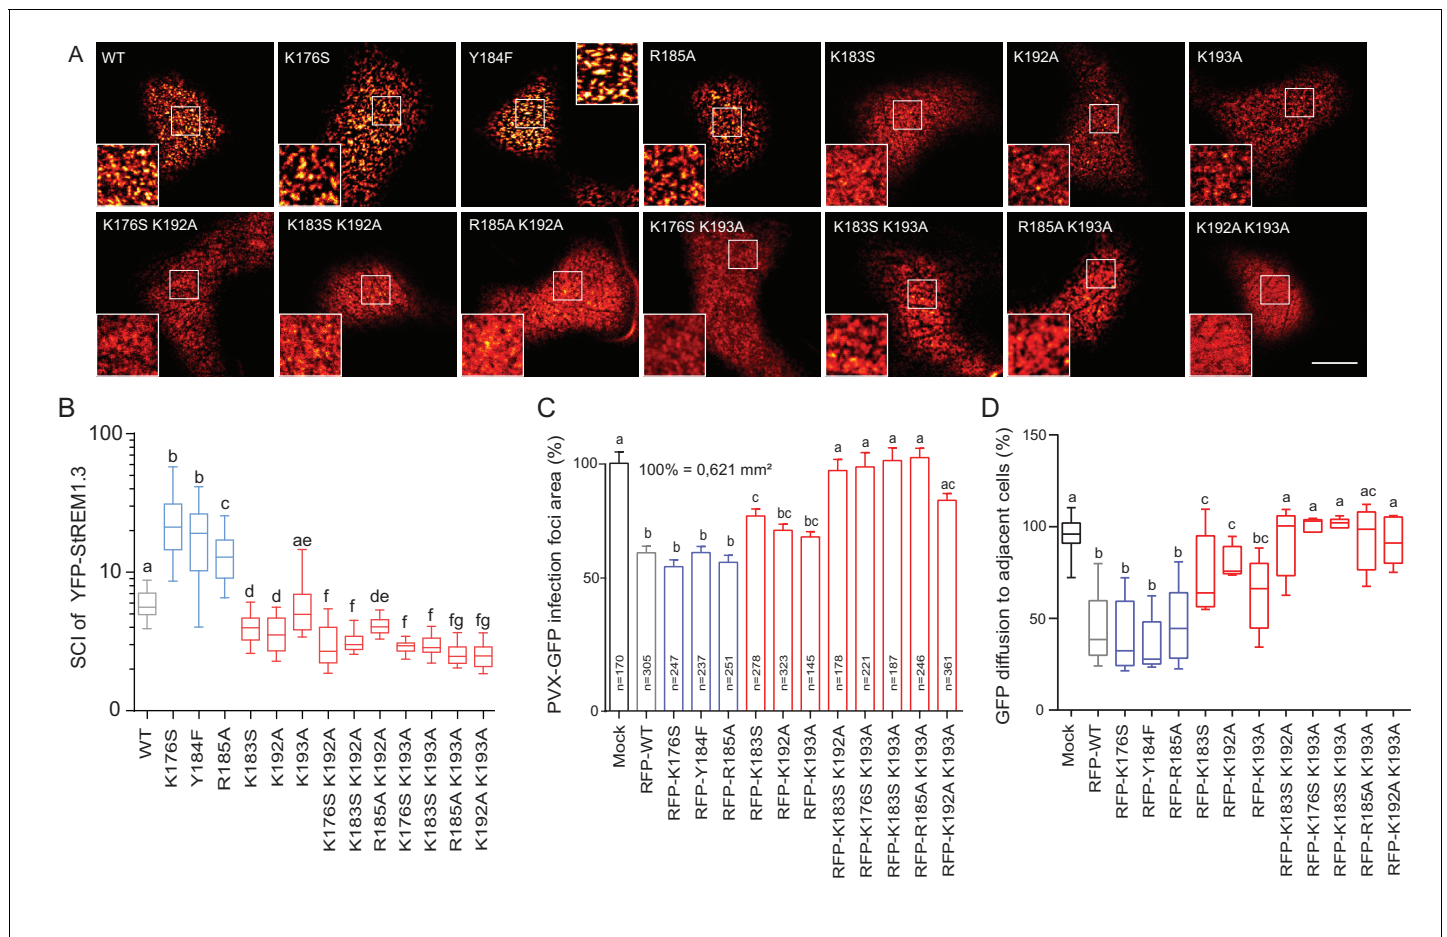 A
WT
K176S
Y184F
R185A
K183S
K192A
K193A
K176S K192A
K183S K192A
R185A K192A
K176S K193A
K183S K193A
R185A K193A
K192A K193A
B
SCI of YFP-StREM1.3
100
10
0
a
b
b
c
d
d
ae
f
f
de
f
f
fg
fg
WT
K176S
Y184F
R185A
K183S
K192A
K193A
K176S K192A
K183S K192A
R185A K192A
K176S K193A
K183S K193A
R185A K193A
K192A K193A
C
PVX-GFP infection foci area (%)
100
50
0
100% = 0,621 mm²
a
b
b
b
b
c
bc
bc
a
a
a
a
ac
n=170
n=305
n=247
n=237
n=251
n=278
n=323
n=145
n=178
n=221
n=187
n=246
n=361
Mock
RFP-WT
RFP-K176S
RFP-Y184F
RFP-R185A
RFP-K183S
RFP-K192A
RFP-K193A
RFP-K183S K192A
RFP-K176S K193A
RFP-K183S K193A
RFP-R185A K193A
RFP-K192A K193A
D
GFP diffusion to adjacent cells (%)
150
100
50
0
a
b
b
b
b
c
c
bc
a
a
a
ac
a
Mock
RFP-WT
RFP-K176S
RFP-Y184F
RFP-R185A
RFP-K183S
RFP-K192A
RFP-K193A
RFP-K183S K192A
RFP-K176S K193A
RFP-K183S K193A
RFP-R185A K193A
RFP-K192A K193A